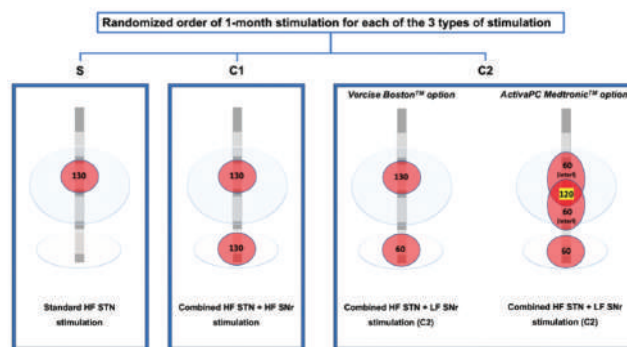 Randomized order of 1-month stimulation for each of the 3 types of stimulation
S
C1
C2
Vercise Boston™ option
ActivaPC Medtronic™ option
130
130
130
130
60
60
(interl)
120
60
(interl)
60
Standard HF STN
stimulation
Combined HF STN + HF SNr
stimulation
Combined HF STN + LF SNr
stimulation (C2)
Combined HF STN + LF SNr
stimulation (C2)